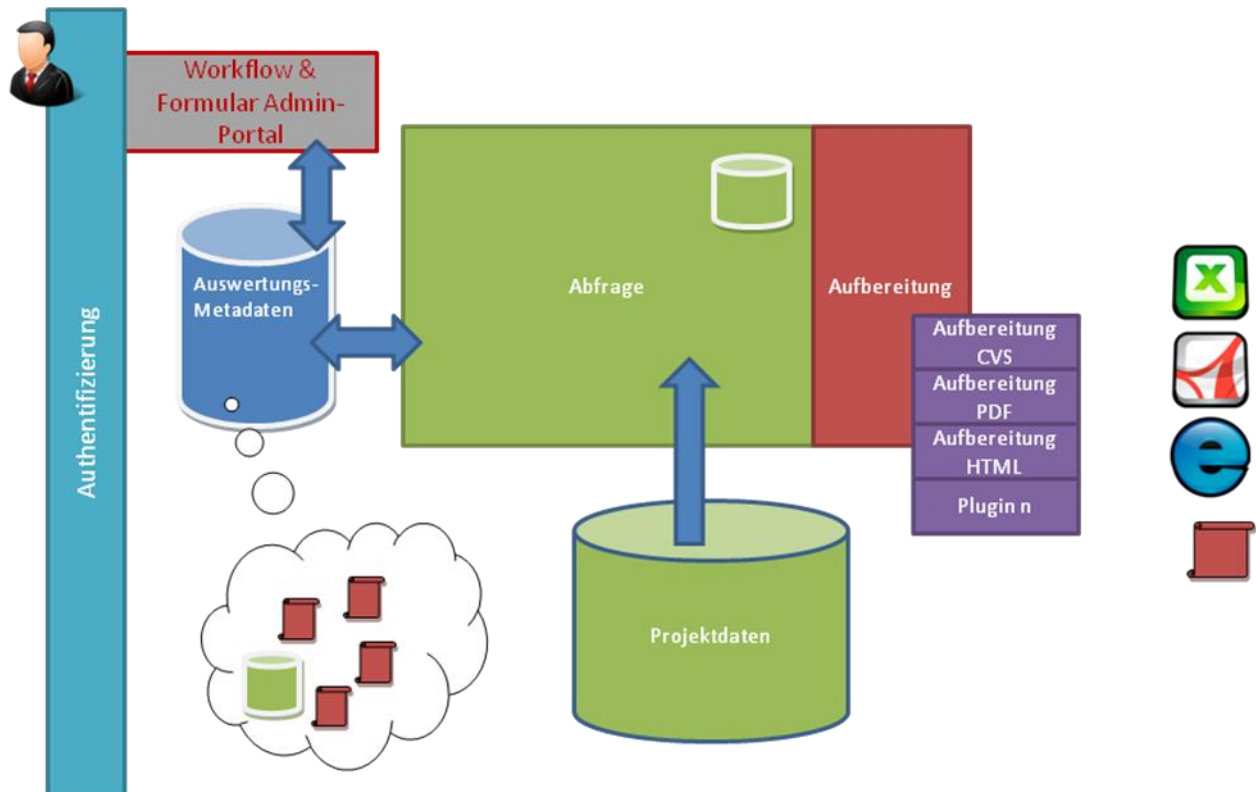 Workflow &
Formular Admin-
Portal
Authentifizierung
Auswertungs-
Metadaten
Abfrage
Aufbereitung
Aufbereitung
CVS
Aufbereitung
PDF
Aufbereitung
HTML
Plugin n
Projektdaten